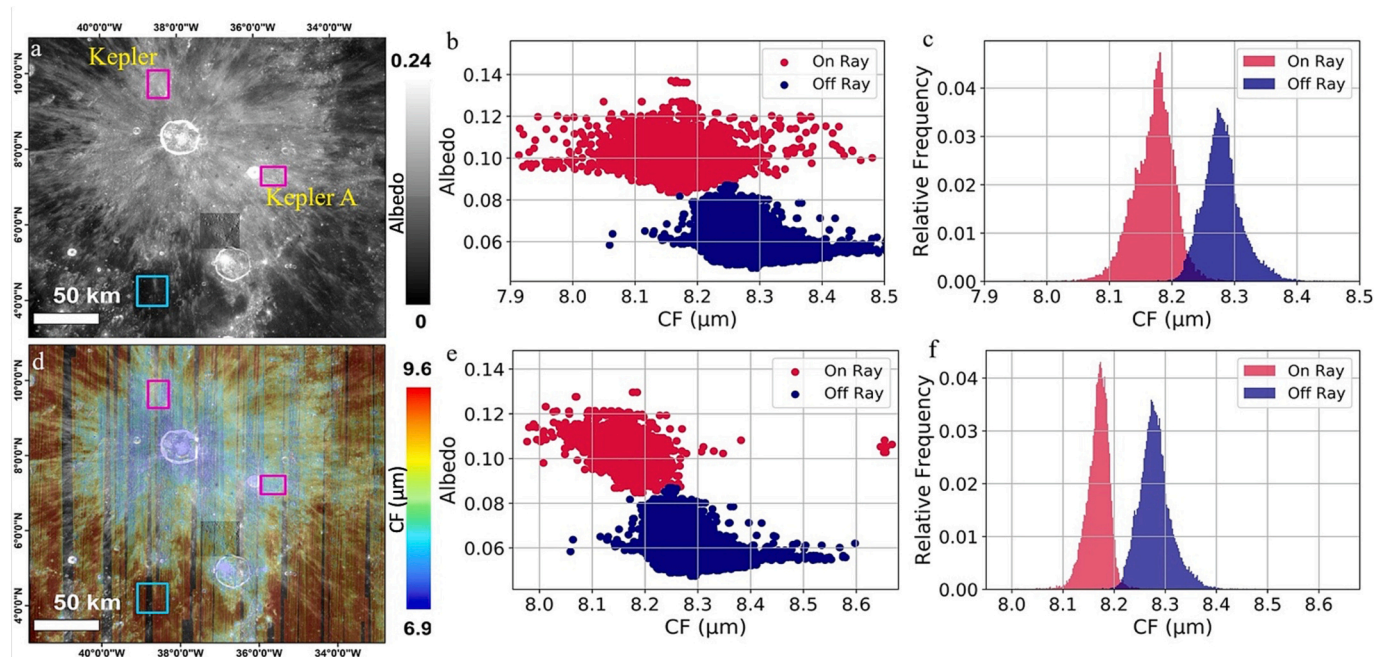 40°0'0"W 38°0'0"W 36°0'0"W 34°0'0"W
a
Kepler
Kepler A
10°0'0"N
8°0'0"N
6°0'0"N
4°0'0"N
50 km
0.24
Albedo
0
b
On Ray
Off Ray
Albedo
0.14
0.12
0.10
0.08
0.06
7.9 8.0 8.1 8.2 8.3 8.4 8.5
CF (µm)
c
On Ray
Off Ray
Relative Frequency
0.04
0.03
0.02
0.01
0.00
7.9 8.0 8.1 8.2 8.3 8.4 8.5
CF (µm)
d
10°0'0"N
8°0'0"N
6°0'0"N
4°0'0"N
50 km
40°0'0"W 38°0'0"W 36°0'0"W 34°0'0"W
9.6
CF (µm)
6.9
e
On Ray
Off Ray
Albedo
0.14
0.12
0.10
0.08
0.06
8.0 8.1 8.2 8.3 8.4 8.5 8.6
CF (µm)
f
On Ray
Off Ray
Relative Frequency
0.04
0.03
0.02
0.01
0.00
8.0 8.1 8.2 8.3 8.4 8.5 8.6
CF (µm)